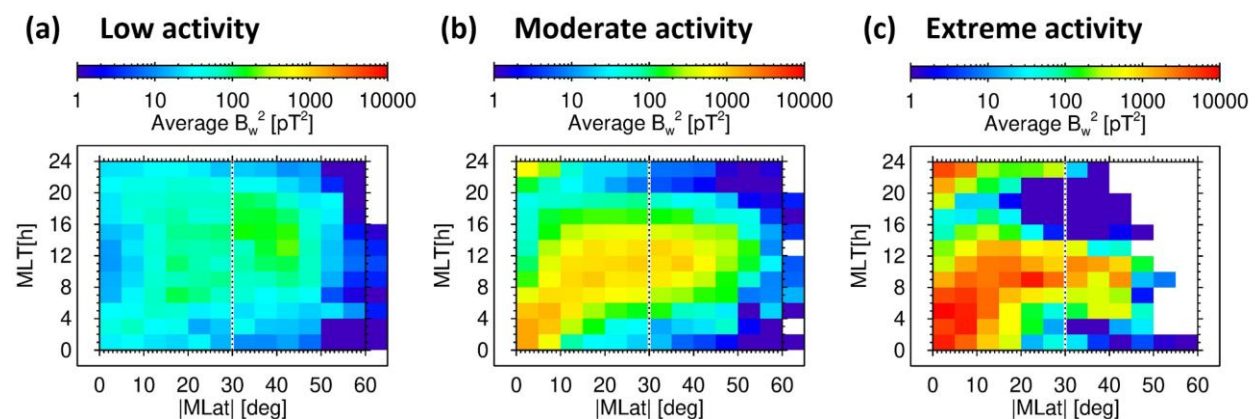 (a) Low activity
1 10 100 1000 10000
Average B_w^2 [pT^2]
MLT[h]
24
20
16
12
8
4
0
0 10 20 30 40 50 60
|MLat| [deg]
(b) Moderate activity
1 10 100 1000 10000
Average B_w^2 [pT^2]
MLT[h]
24
20
16
12
8
4
0
0 10 20 30 40 50 60
|MLat| [deg]
(c) Extreme activity
1 10 100 1000 10000
Average B_w^2 [pT^2]
MLT[h]
24
20
16
12
8
4
0
0 10 20 30 40 50 60
|MLat| [deg]